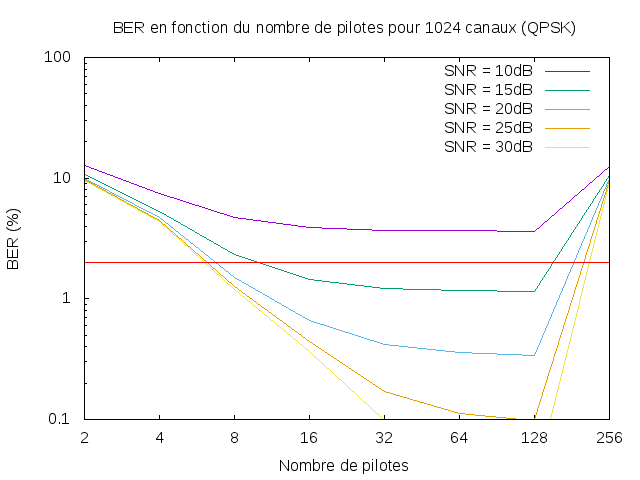 BER en fonction du nombre de pilotes pour 1024 canaux (QPSK)
100
SNR = 10dB
SNR = 15dB
SNR = 20dB
SNR = 25dB
SNR = 30dB
10
BER (%)
1
0.1
2 4 8 16 32 64 128 256
Nombre de pilotes